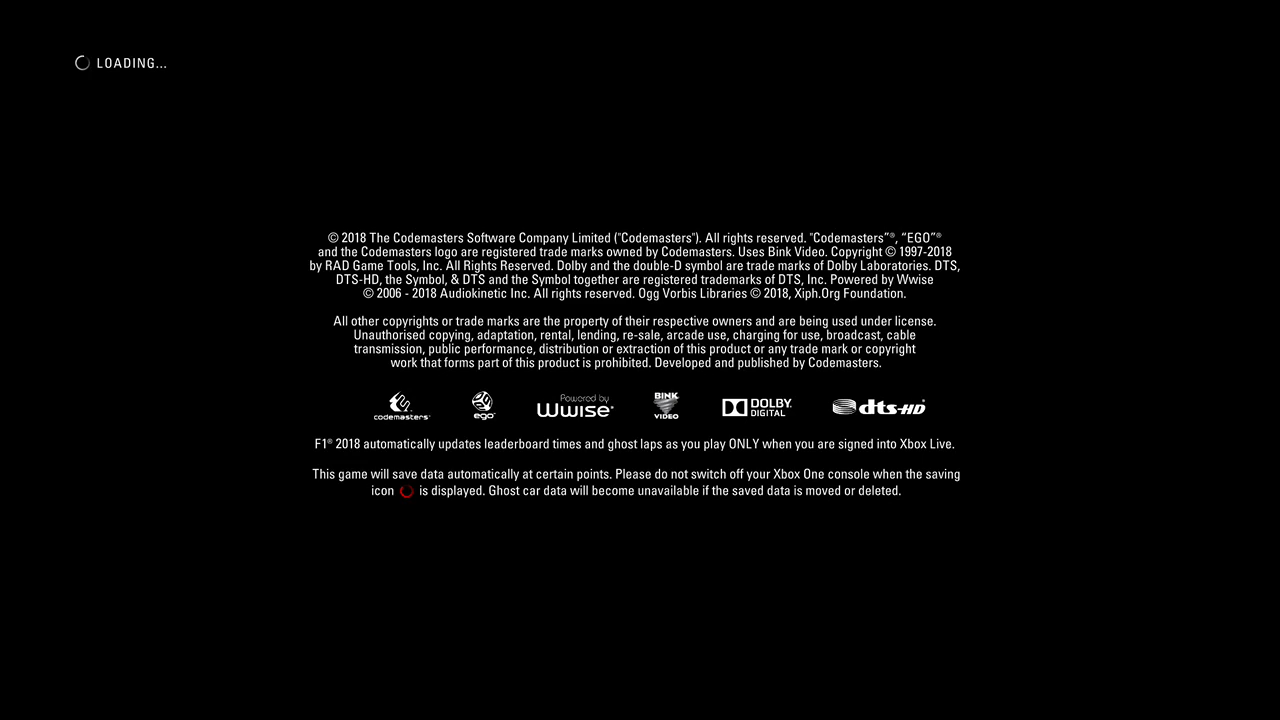 LOADING...
© 2018 The Codemasters Software Company Limited ("Codemasters"). All rights reserved. "Codemasters”®, “EGO”®
and the Codemasters logo are registered trade marks owned by Codemasters. Uses Bink Video. Copyright © 1997-2018
by RAD Game Tools, Inc. All Rights Reserved. Dolby and the double-D symbol are trade marks of Dolby Laboratories. DTS,
DTS-HD, the Symbol, & DTS and the Symbol together are registered trademarks of DTS, Inc. Powered by Wwise
© 2006 - 2018 Audiokinetic Inc. All rights reserved. Ogg Vorbis Libraries © 2018, Xiph.Org Foundation.
All other copyrights or trade marks are the property of their respective owners and are being used under license.
Unauthorised copying, adaptation, rental, lending, re-sale, arcade use, charging for use, broadcast, cable
transmission, public performance, distribution or extraction of this product or any trade mark or copyright
work that forms part of this product is prohibited. Developed and published by Codemasters.
codemasters®
ego®
Powered by
Wwise®
BINK
VIDEO
DOLBY
DIGITAL
dts-HD
F1® 2018 automatically updates leaderboard times and ghost laps as you play ONLY when you are signed into Xbox Live.
This game will save data automatically at certain points. Please do not switch off your Xbox One console when the saving
icon is displayed. Ghost car data will become unavailable if the saved data is moved or deleted.